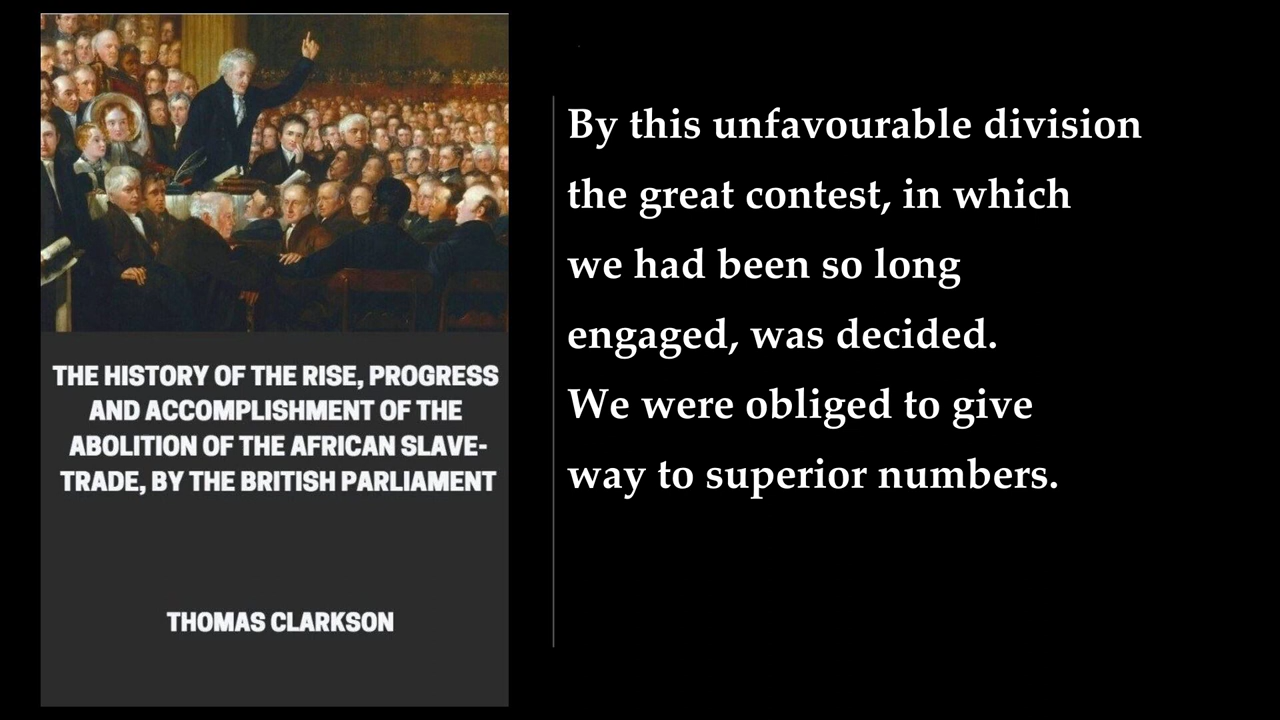 THE HISTORY OF THE RISE, PROGRESS
AND ACCOMPLISHMENT OF THE
ABOLITION OF THE AFRICAN SLAVE-
TRADE, BY THE BRITISH PARLIAMENT
THOMAS CLARKSON
By this unfavourable division
the great contest, in which
we had been so long
engaged, was decided.
We were obliged to give
way to superior numbers.